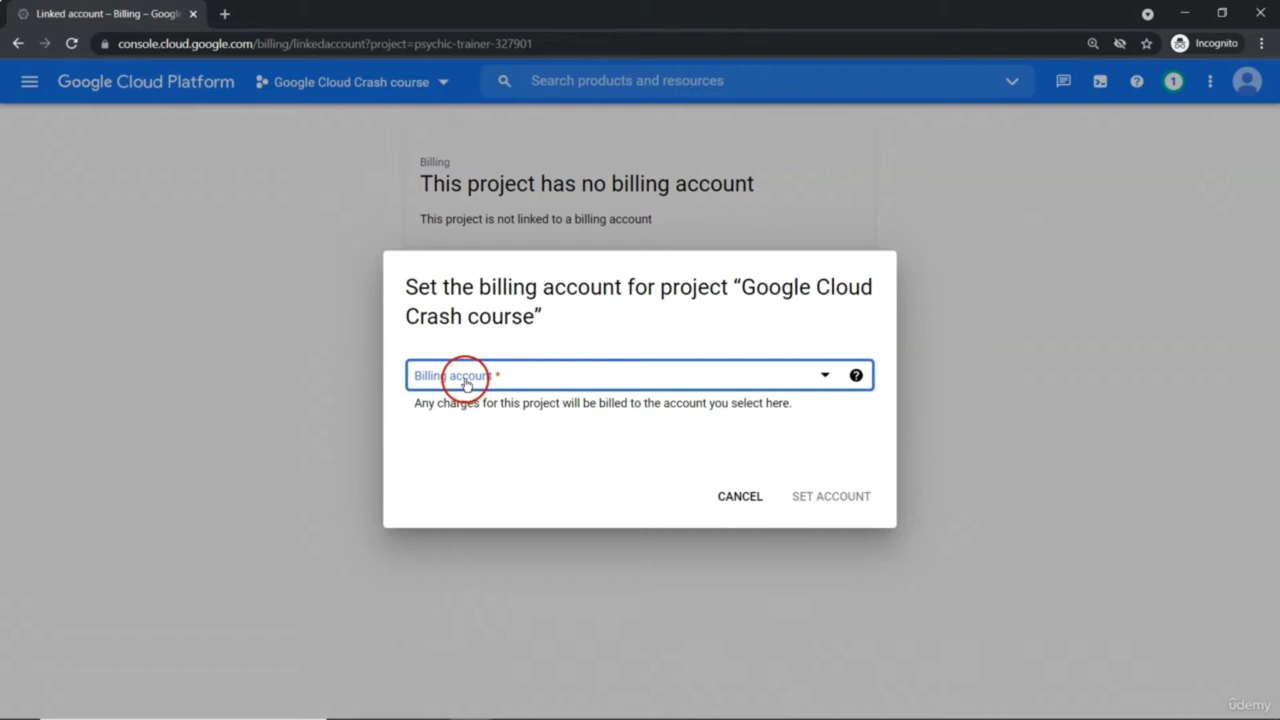 Linked account – Billing – Googl
console.cloud.google.com/billing/linkedaccount?project=psychic-trainer-327901
Incognito
Google Cloud Platform
Google Cloud Crash course
Search products and resources
1
Billing
This project has no billing account
This project is not linked to a billing account
Set the billing account for project “Google Cloud
Crash course”
Billing account *
Any charges for this project will be billed to the account you select here.
CANCEL SET ACCOUNT
ûdemy